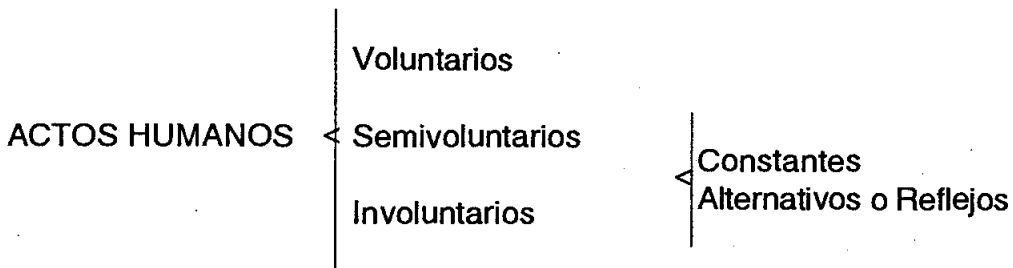 Voluntarios
ACTOS HUMANOS < Semivoluntarios
< Constantes
Alternativos o Reflejos
Involuntarios